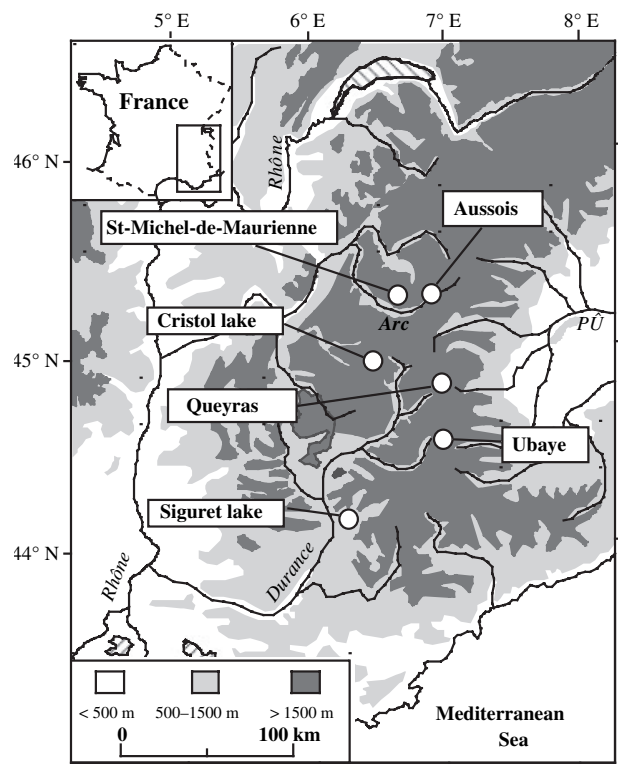 5° E 6° E 7° E 8° E
France
Rhône
46° N
Aussois
St-Michel-de-Maurienne
Arc
PÛ
Cristol lake
45° N
Queyras
Ubaye
Siguret lake
44° N
Durance
Rhône
< 500 m 500–1500 m > 1500 m
0 100 km
Mediterranean
Sea